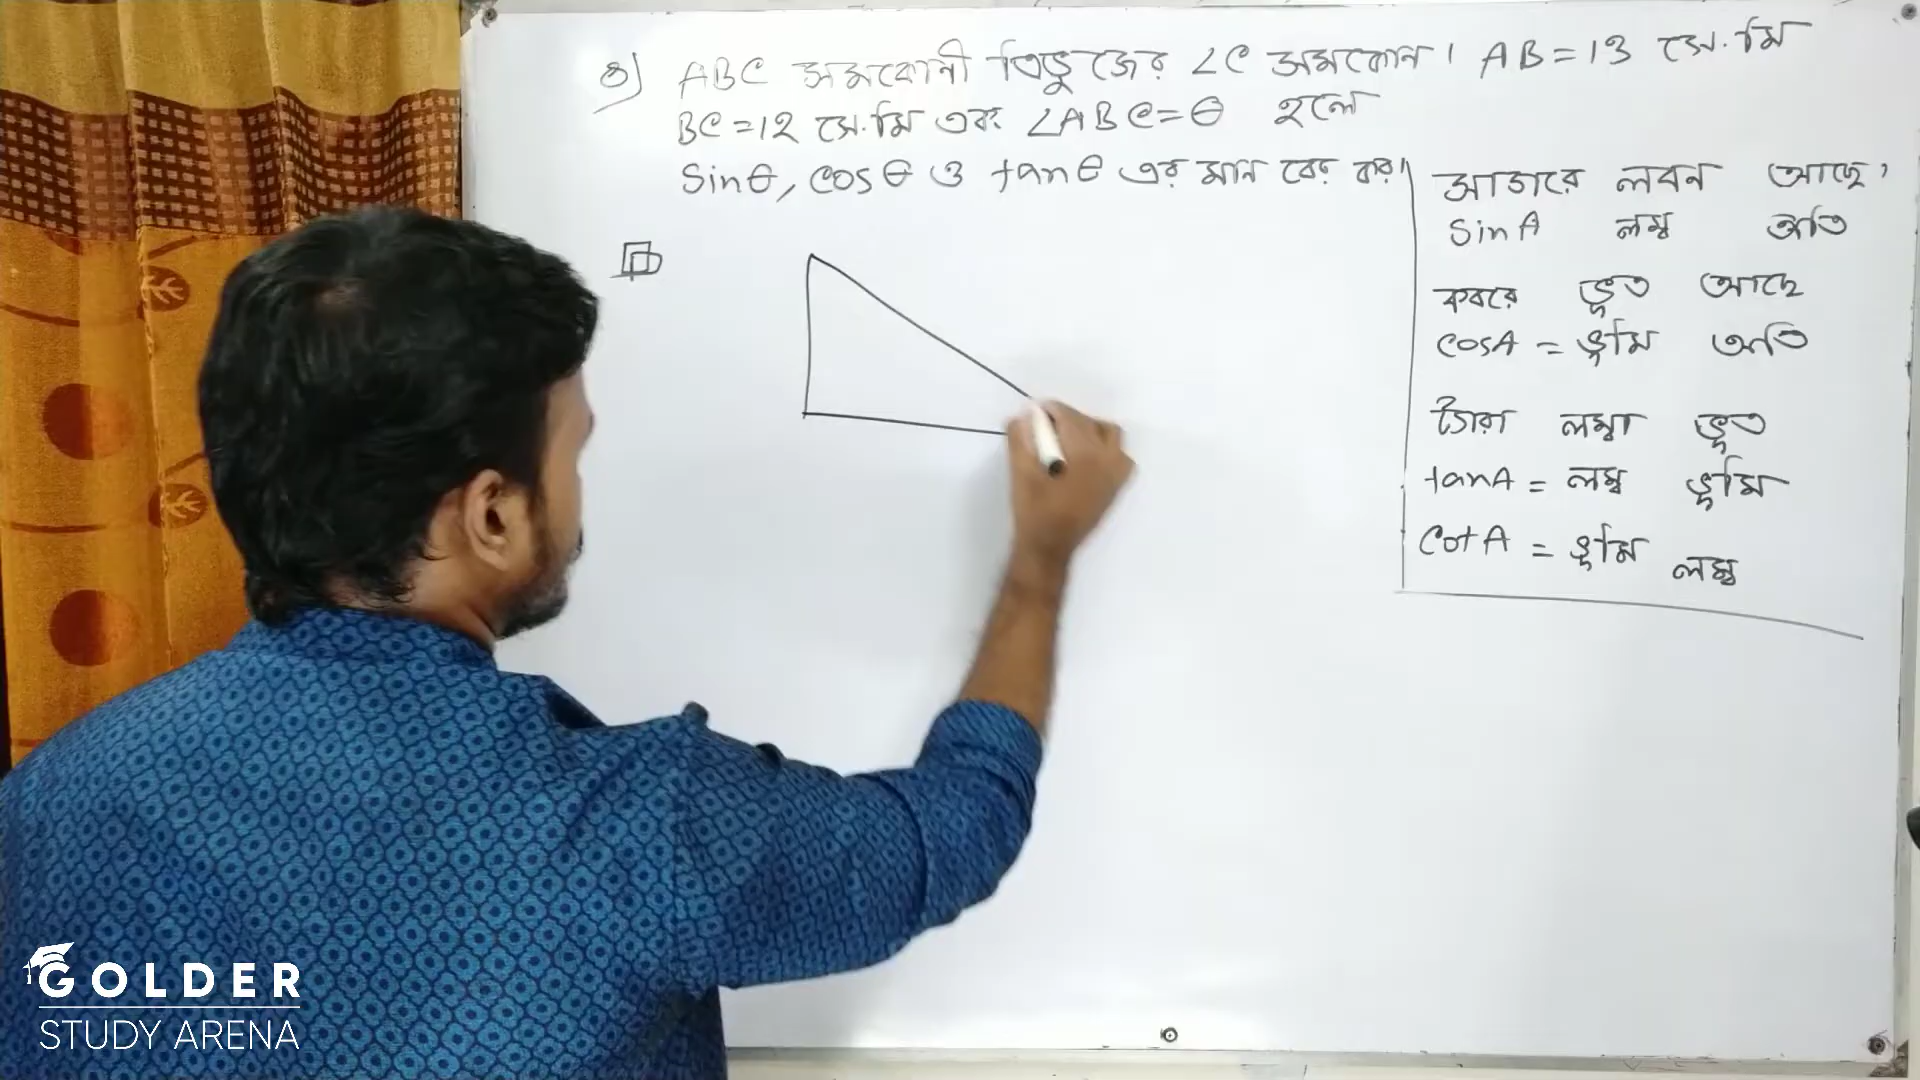 ৩) ABC সমকোনী ত্রিভুজের ∠C সমকোন। AB=13 সে.মি
BC=12 সে.মি এবং ∠ABC=θ হলে
sinθ, cosθ ও tanθ এর মান বের কর।
আডারে লবন আছে,
sinA লম্ব অতি
কবরে ভূত আছে
cosA = ভূমি অতি
ট্যারা লম্বা ভূত
tanA = লম্ব ভূমি
cotA = ভূমি লম্ব
GOLDER
STUDY ARENA